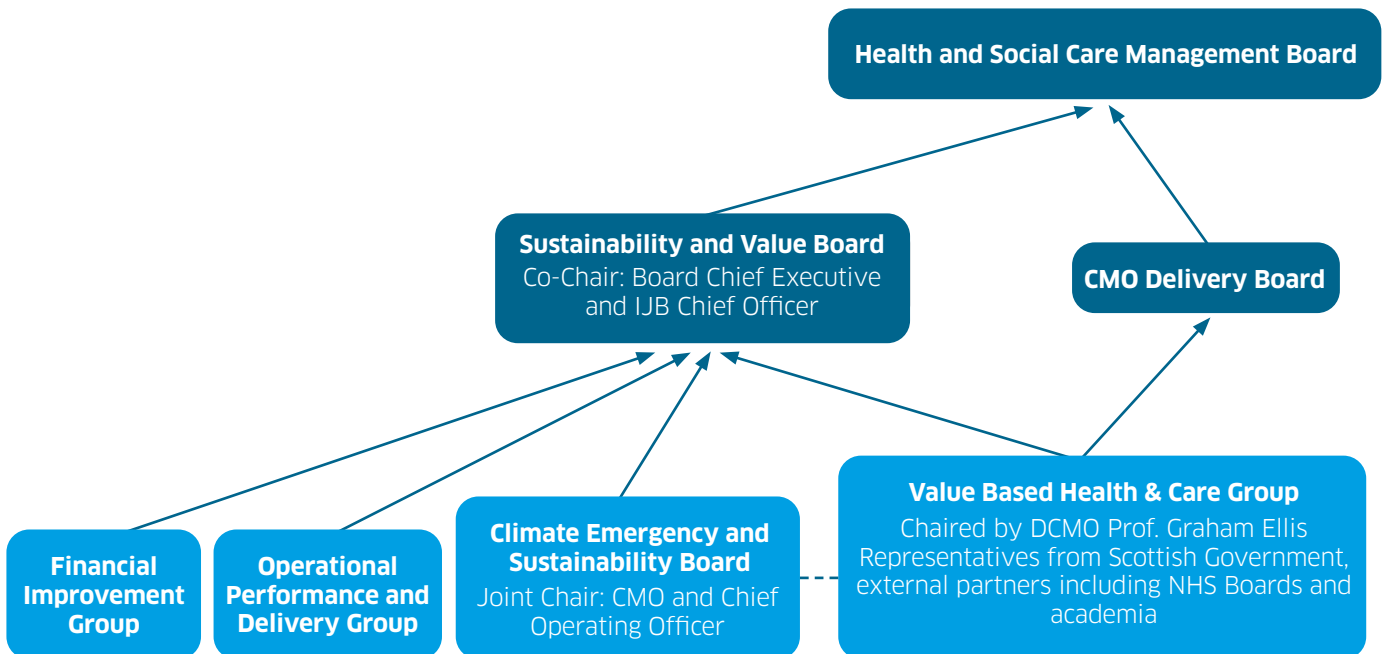 Health and Social Care Management Board
Sustainability and Value Board
Co-Chair: Board Chief Executive
and IJB Chief Officer
CMO Delivery Board
Financial
Improvement
Group
Operational
Performance and
Delivery Group
Climate Emergency and
Sustainability Board
Joint Chair: CMO and Chief
Operating Officer
Value Based Health & Care Group
Chaired by DCMO Prof. Graham Ellis
Representatives from Scottish Government,
external partners including NHS Boards and
academia